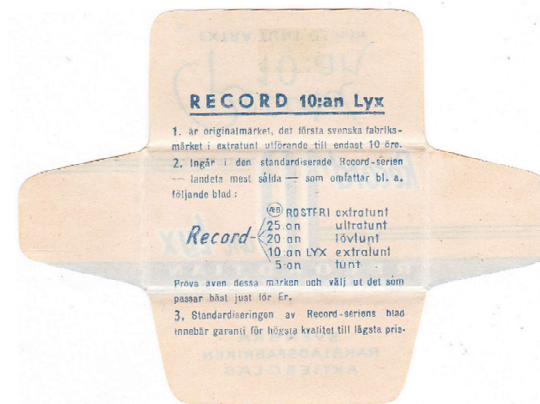 RECORD 10:an Lyx
1. är originalmärket, det första svenska fabriks-
märket i extratunt utförande till endast 10 öre.
2. Ingår i den standardiserade Record-serien
— landets mest sålda — som omfattar bl. a.
följande blad:
ROSTFRI extratunt
25:an ultratunt
Record 20:an lövtunt
10:an LYX extratunt
5:an tunt
Pröva även dessa märken och välj ut det som
passar bäst just för Er.
3. Standardiseringen av Record-seriens blad
innebär garanti för högsta kvalitet till lägsta pris.
RAKBLADSFABRIKEN
AKTIEBOLAG